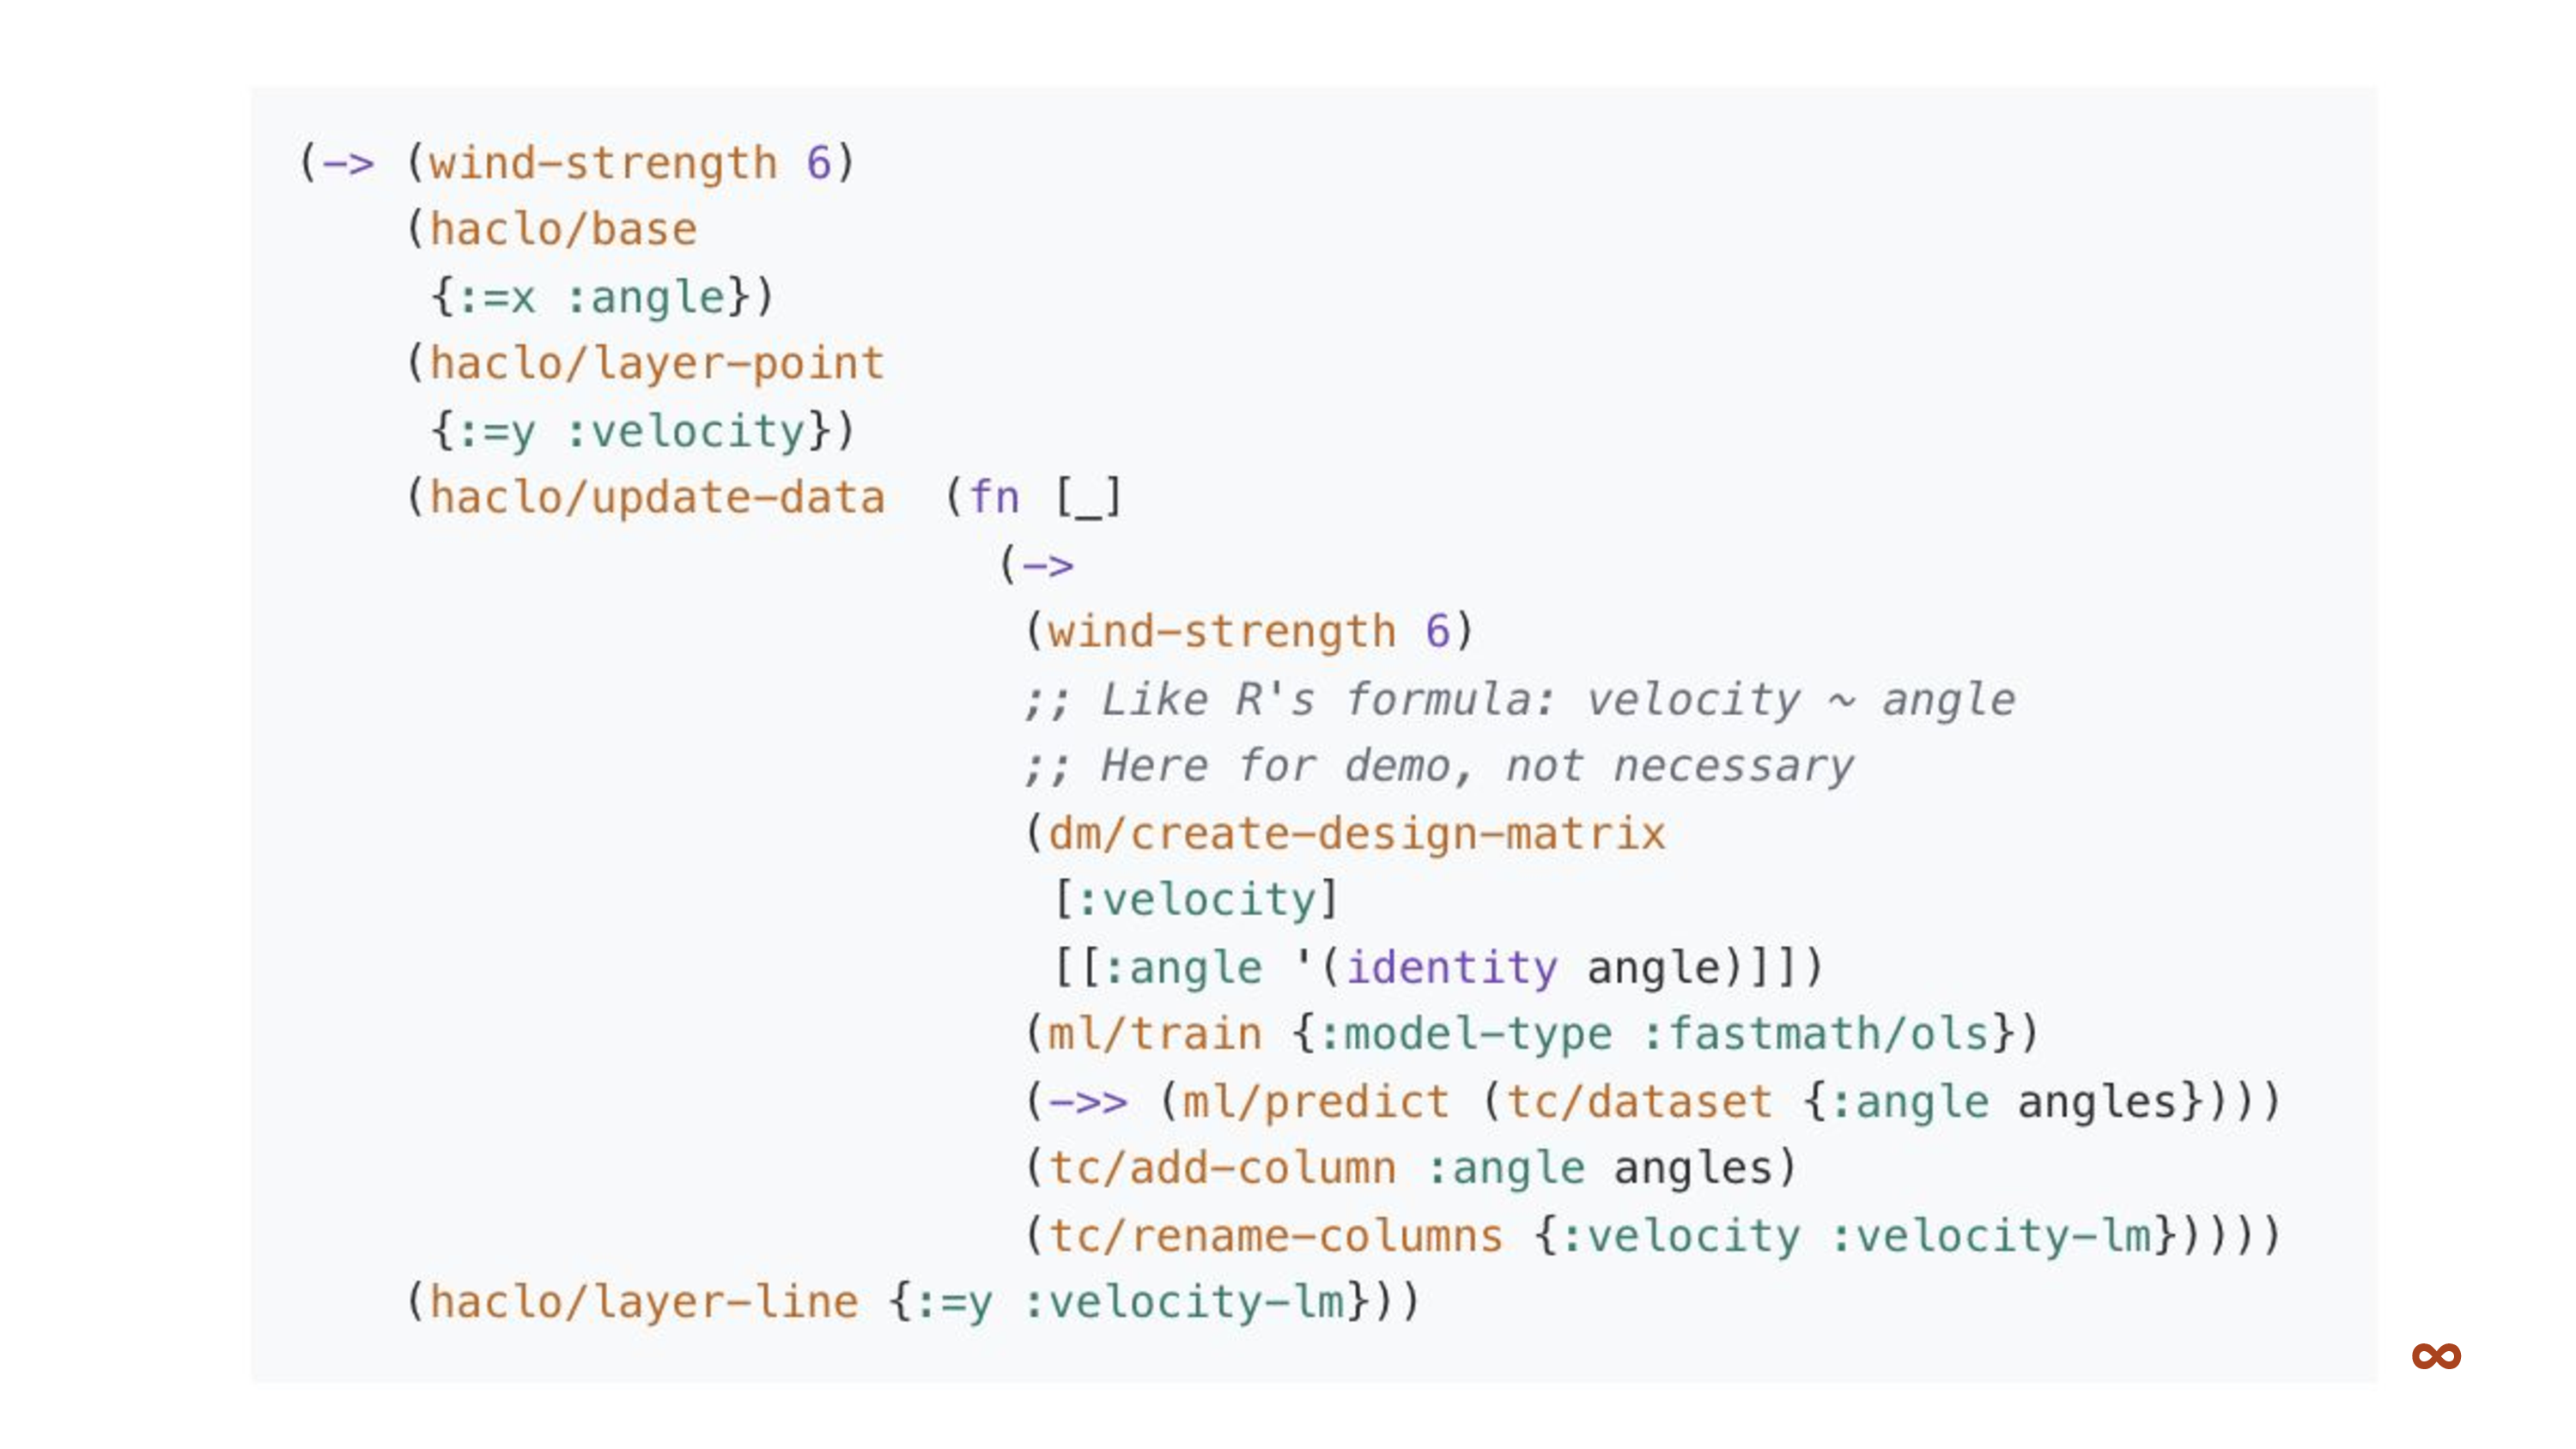 (-> (wind-strength 6)
(haclo/base
{:=x :angle})
(haclo/layer-point
{:=y :velocity})
(haclo/update-data  (fn [_]
(->
(wind-strength 6)
;; Like R's formula: velocity ~ angle
;; Here for demo, not necessary
(dm/create-design-matrix
[:velocity]
[[:angle '(identity angle)]])
(ml/train {:model-type :fastmath/ols})
(->> (ml/predict (tc/dataset {:angle angles})))
(tc/add-column :angle angles)
(tc/rename-columns {:velocity :velocity-lm}))))
(haclo/layer-line {:=y :velocity-lm}))
∞